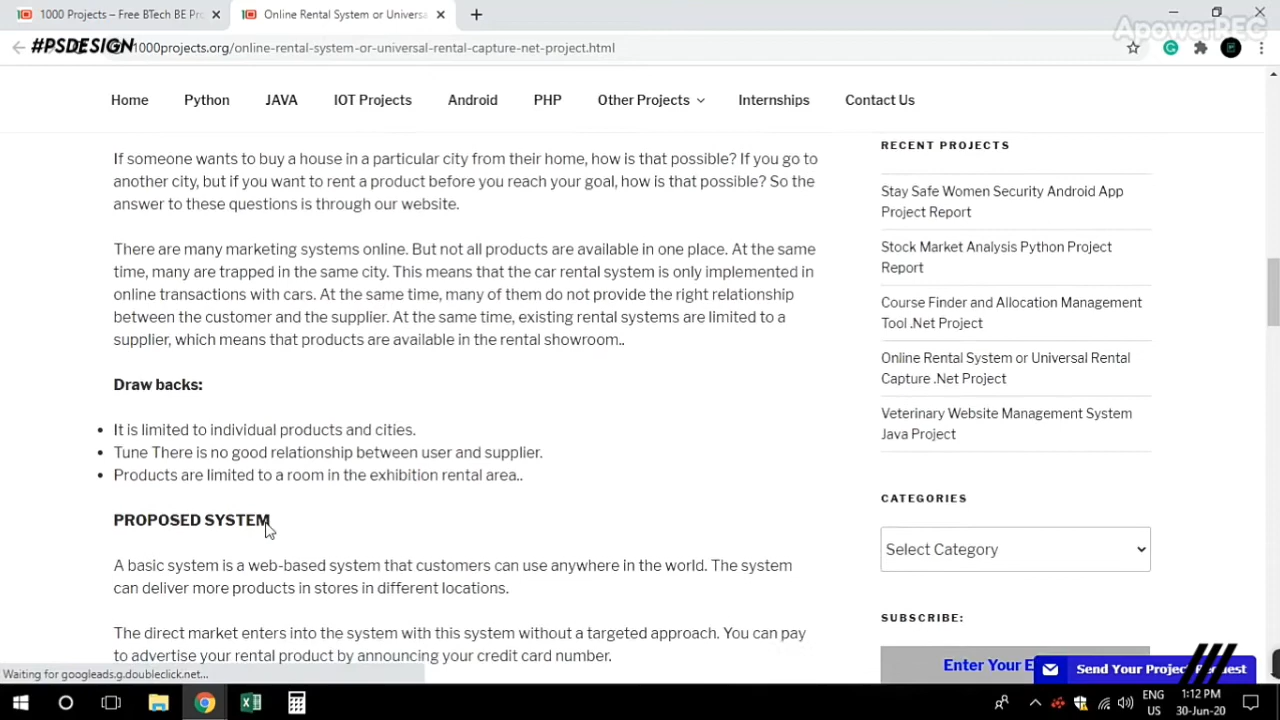 1000 Projects – Free BTech BE Pro
Online Rental System or Universa
ApowerREC
#PSDESIGN
1000projects.org/online-rental-system-or-universal-rental-capture-net-project.html
Home Python JAVA IOT Projects Android PHP Other Projects Internships Contact Us
If someone wants to buy a house in a particular city from their home, how is that possible? If you go to
another city, but if you want to rent a product before you reach your goal, how is that possible? So the
answer to these questions is through our website.
There are many marketing systems online. But not all products are available in one place. At the same
time, many are trapped in the same city. This means that the car rental system is only implemented in
online transactions with cars. At the same time, many of them do not provide the right relationship
between the customer and the supplier. At the same time, existing rental systems are limited to a
supplier, which means that products are available in the rental showroom..
Draw backs:
It is limited to individual products and cities.
Tune There is no good relationship between user and supplier.
Products are limited to a room in the exhibition rental area..
PROPOSED SYSTEM
A basic system is a web-based system that customers can use anywhere in the world. The system
can deliver more products in stores in different locations.
The direct market enters into the system with this system without a targeted approach. You can pay
to advertise your rental product by announcing your credit card number.
RECENT PROJECTS
Stay Safe Women Security Android App
Project Report
Stock Market Analysis Python Project
Report
Course Finder and Allocation Management
Tool .Net Project
Online Rental System or Universal Rental
Capture .Net Project
Veterinary Website Management System
Java Project
CATEGORIES
Select Category
SUBSCRIBE:
Enter Your E
Send Your Project Request
Waiting for googleads.g.doubleclick.net...
ENG
US
1:12 PM
30-Jun-20